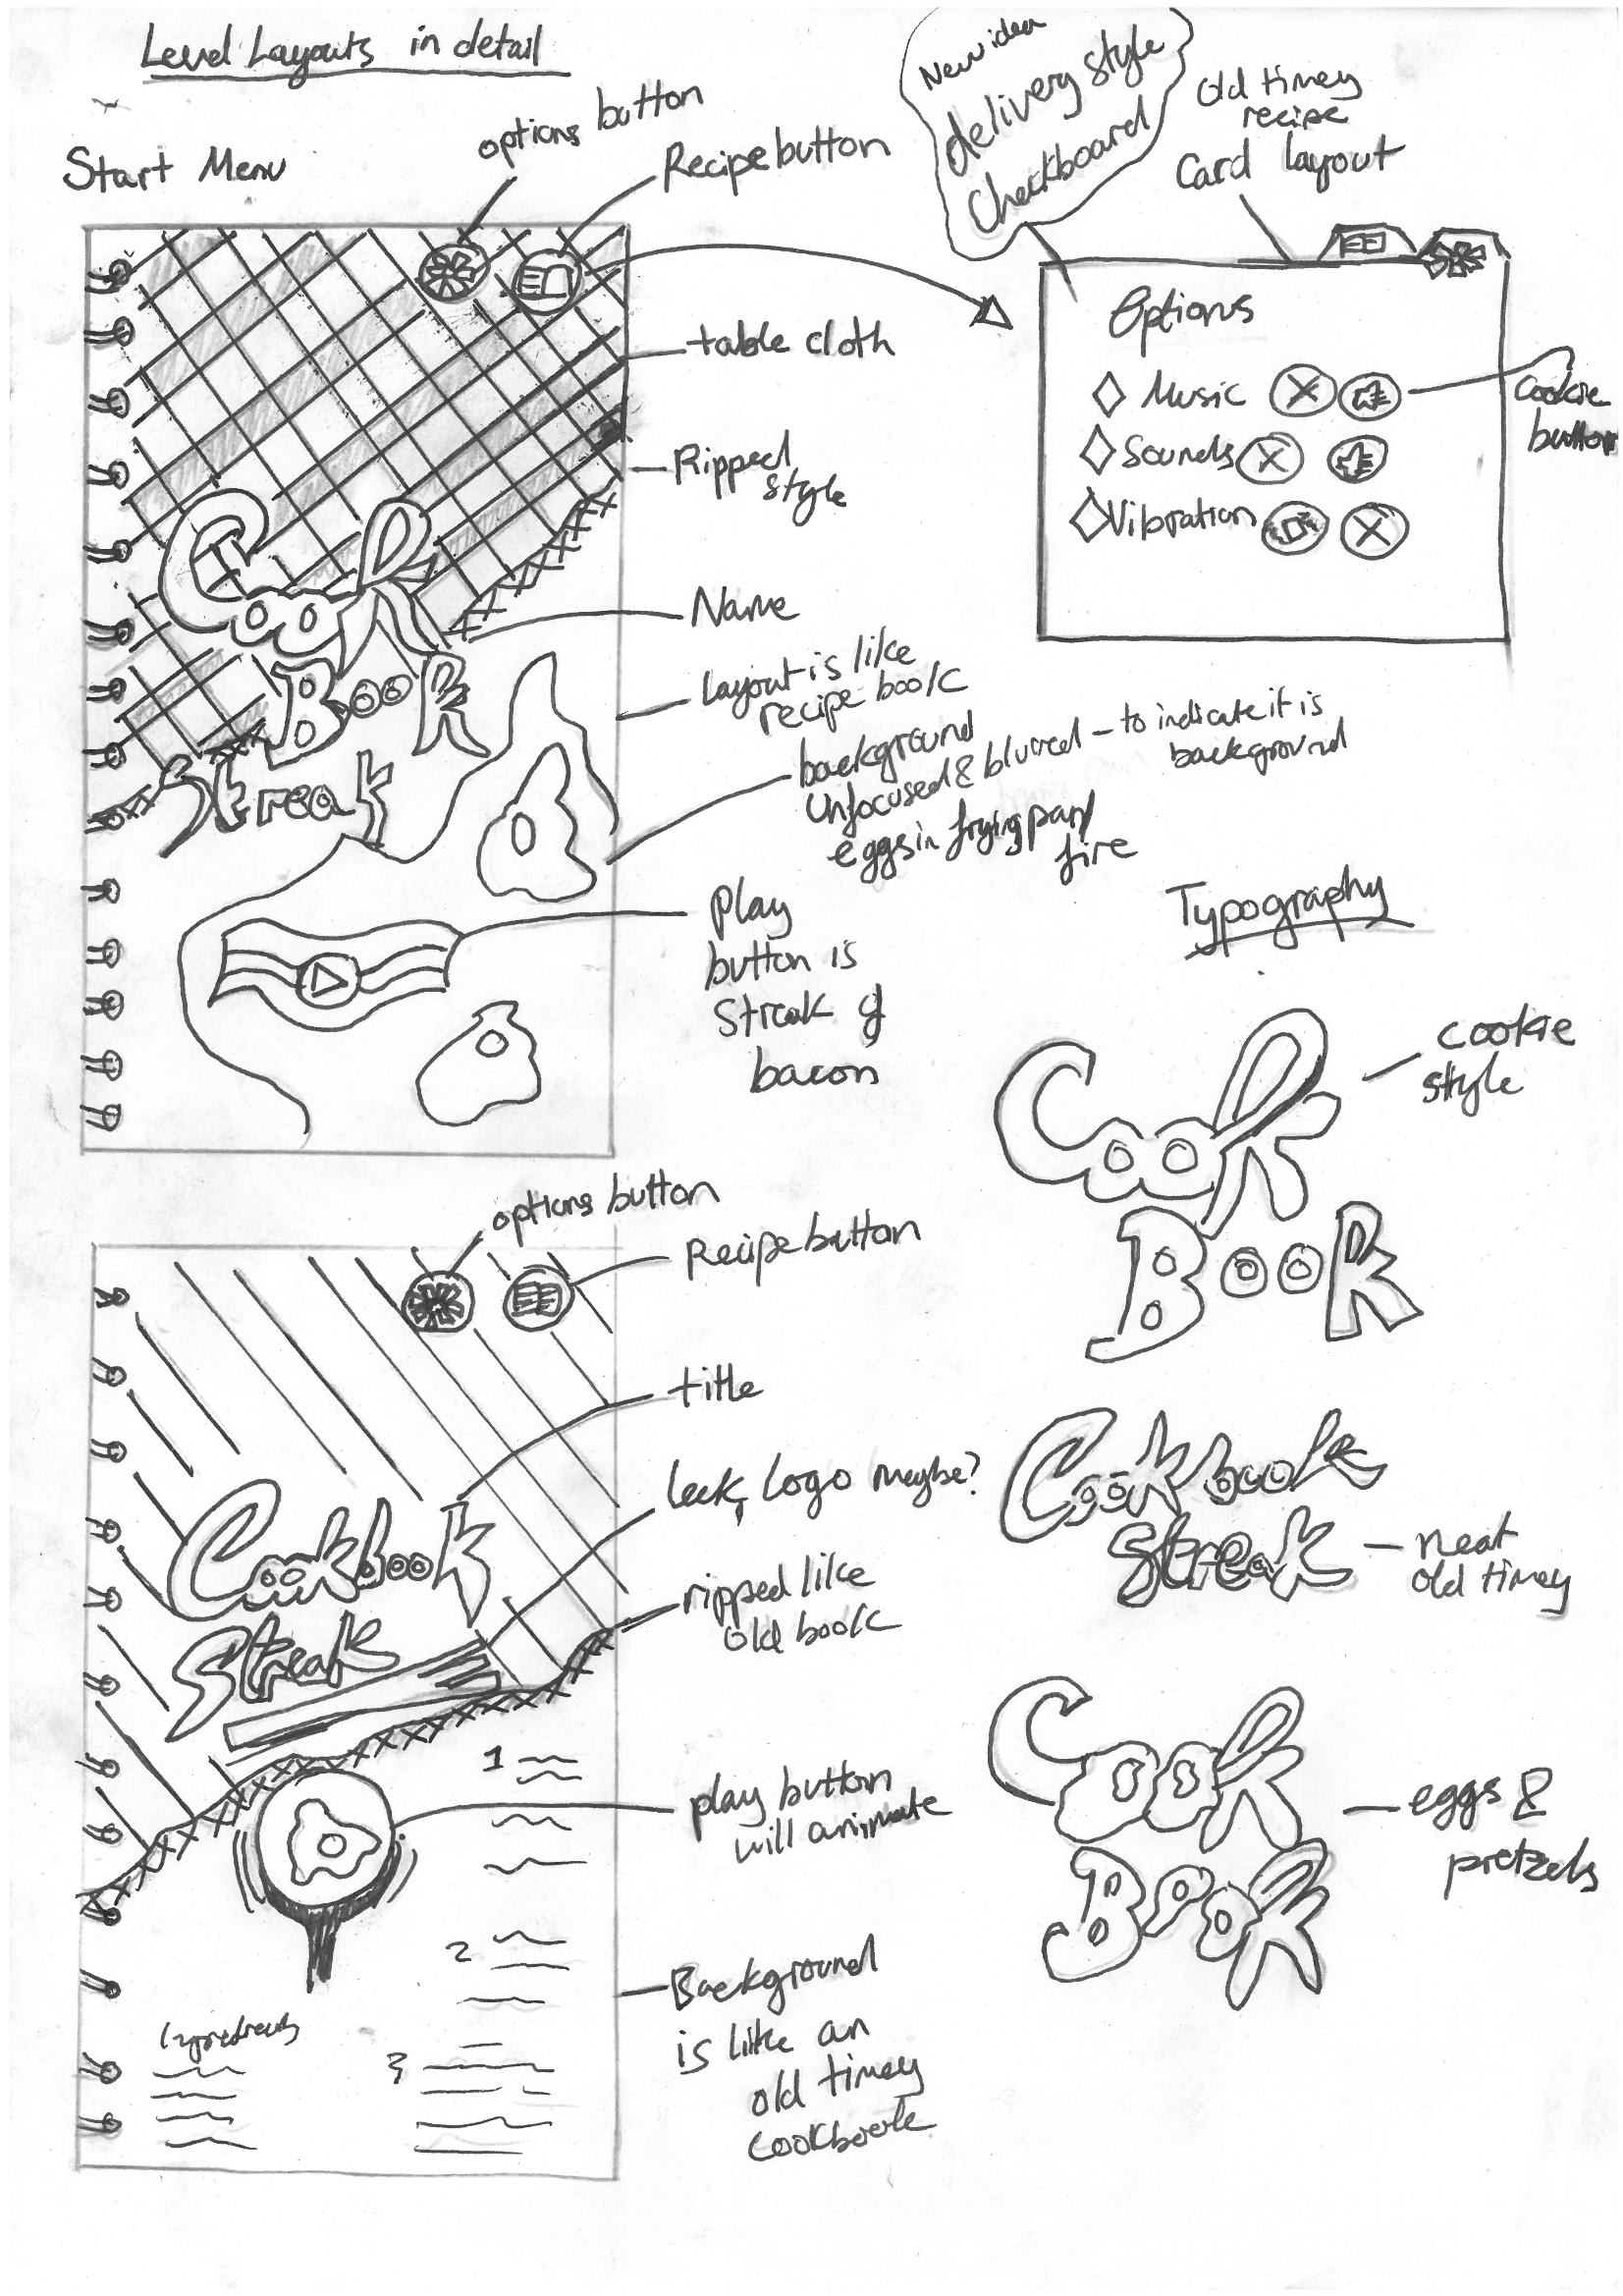 Level Layouts in detail
Start Menu
options button
Recipe button
New idea
delivery style
Checkboard
Old timey
recipe
Card layout
table cloth
Ripped
style
Cook
Book
Streak
Name
Layout is like
recipe book
background
unfocused & blurred – to indicate it is
background
eggs in frying pan/
fire
Play
button is
Streak of
bacon
Options
Music
Sounds
Vibration
Cookie
button
Typography
Cook
Book
cookie
style
Cookbook
Streak
neat
old timey
Cook
Book
eggs &
pretzels
options button
Recipe button
title
leek, Logo maybe?
ripped like
old book
Cookbook
Streak
play button
will animate
1
2
3
Ingredients
Background
is like an
old timey
cookbook